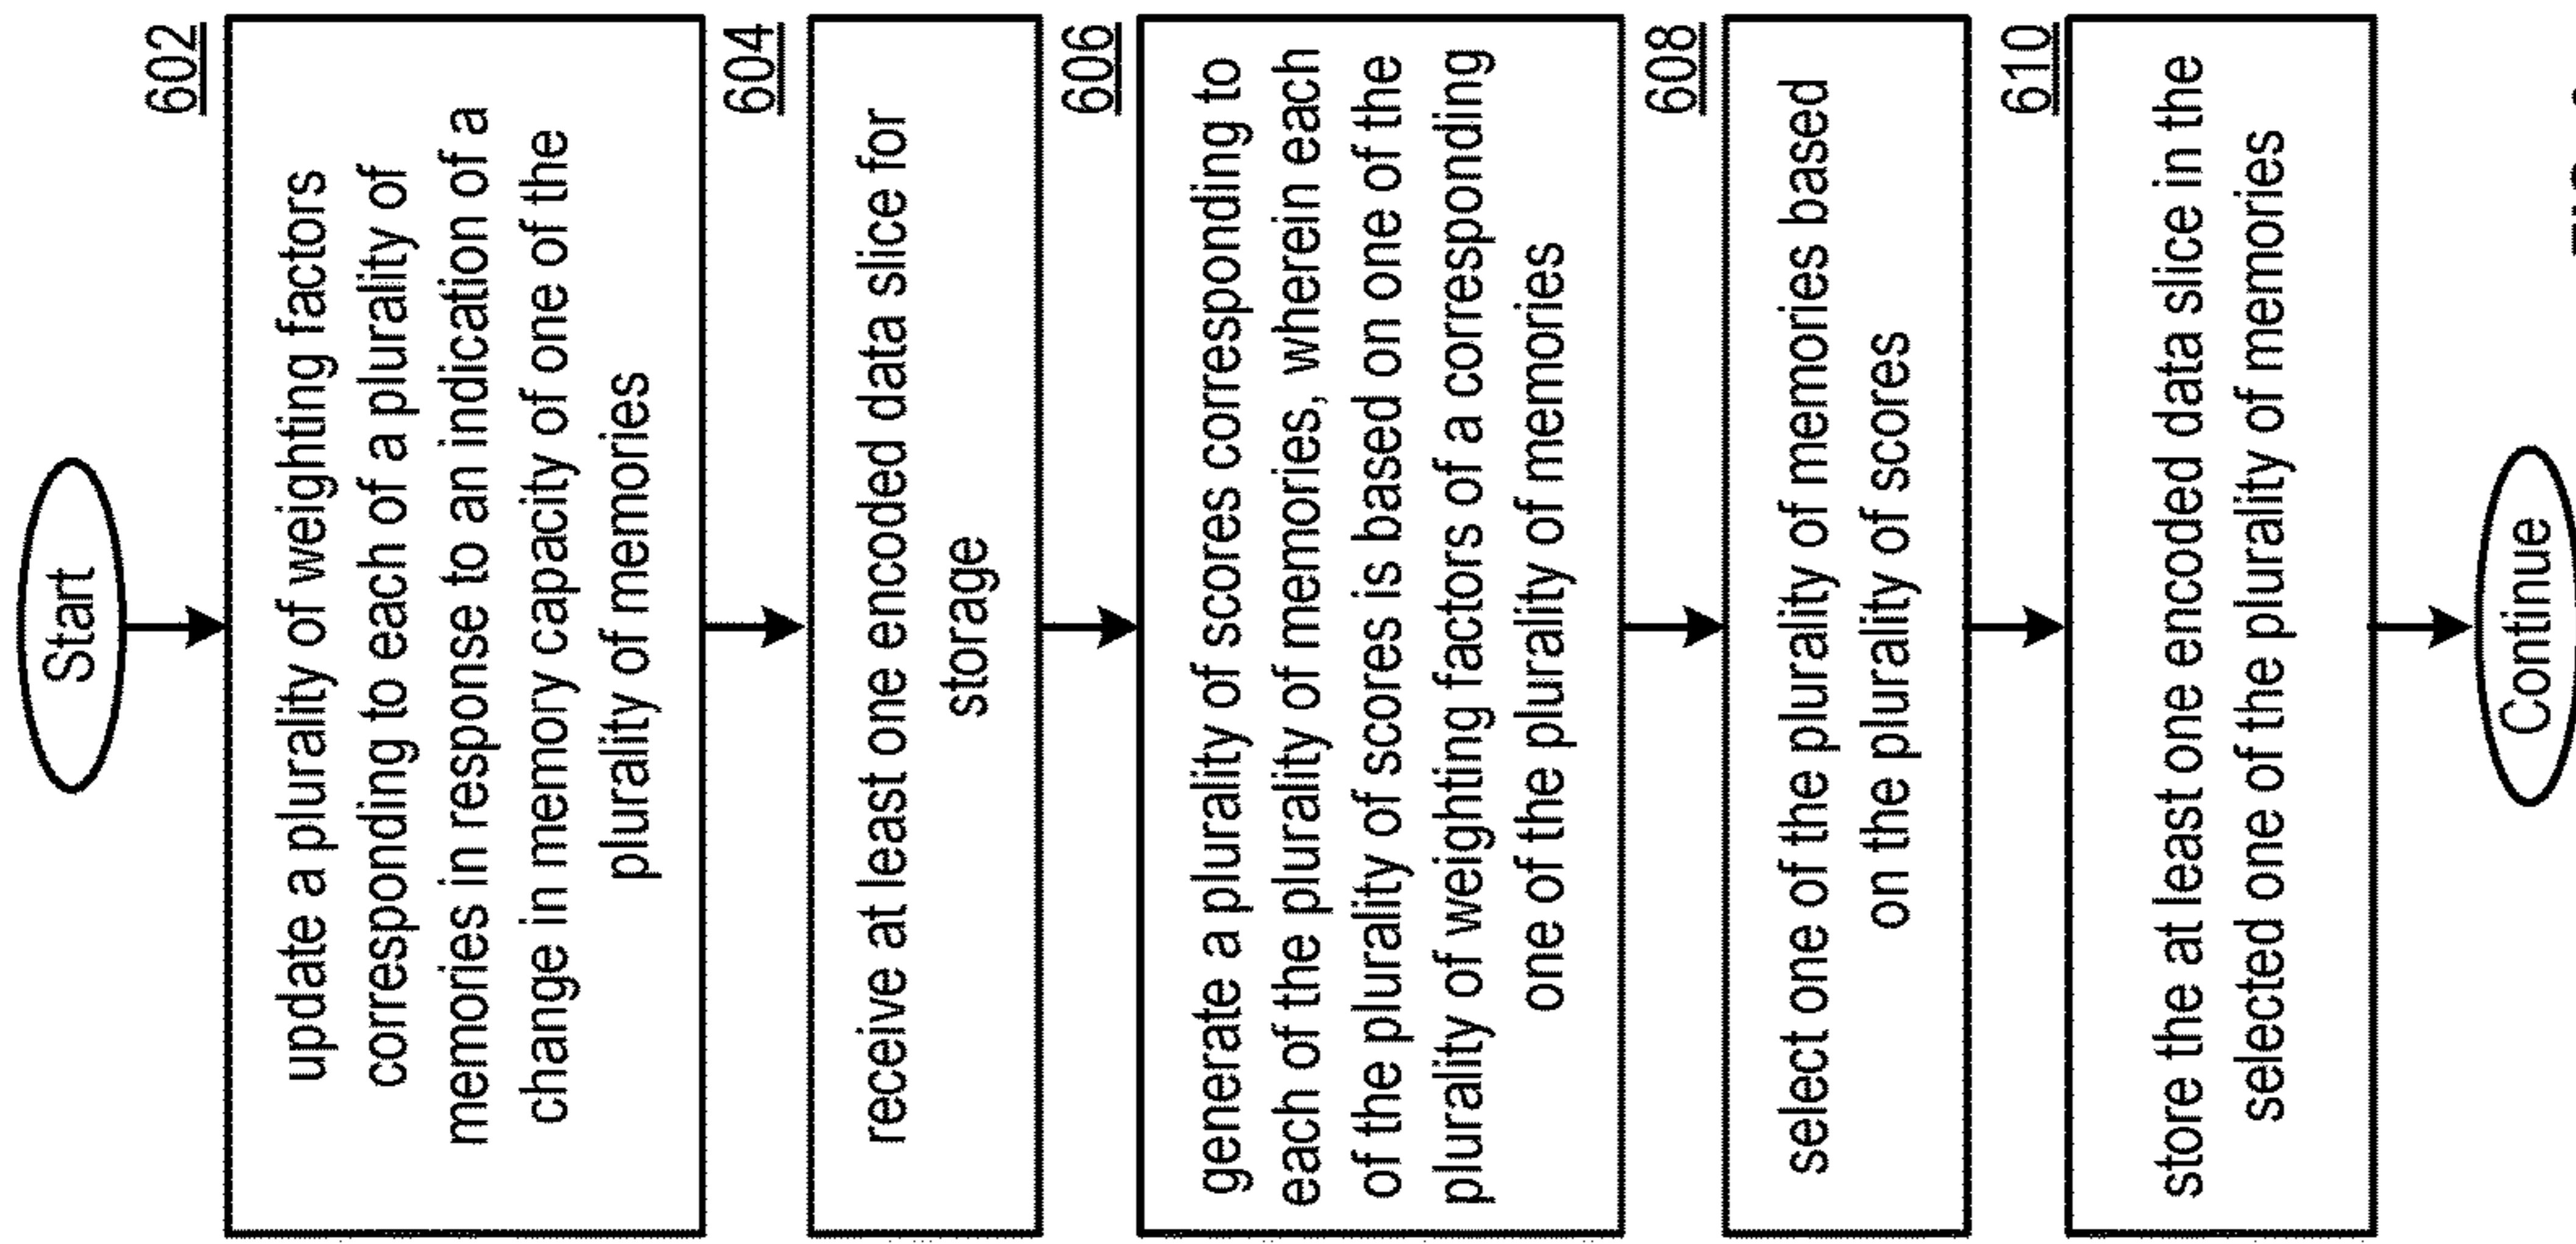 Start
602
update a plurality of weighting factors
corresponding to each of a plurality of
memories in response to an indication of a
change in memory capacity of one of the
plurality of memories
604
receive at least one encoded data slice for
storage
606
generate a plurality of scores corresponding to
each of the plurality of memories, wherein each
of the plurality of scores is based on one of the
plurality of weighting factors of a corresponding
one of the plurality of memories
608
select one of the plurality of memories based
on the plurality of scores
610
store the at least one encoded data slice in the
selected one of the plurality of memories
Continue